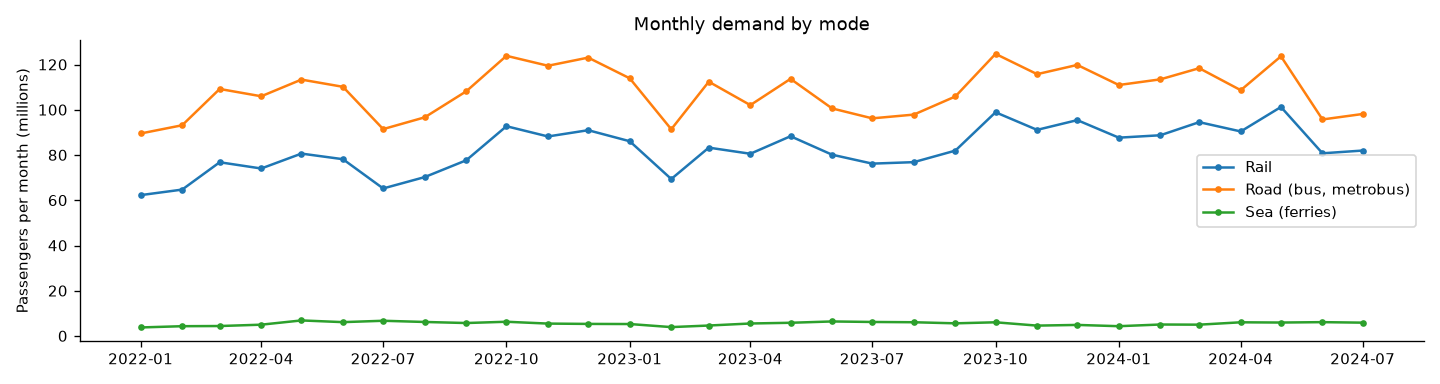 Monthly demand by mode
Passengers per month (millions)
120
100
80
60
40
20
0
Rail
Road (bus, metrobus)
Sea (ferries)
2022-01 2022-04 2022-07 2022-10 2023-01 2023-04 2023-07 2023-10 2024-01 2024-04 2024-07